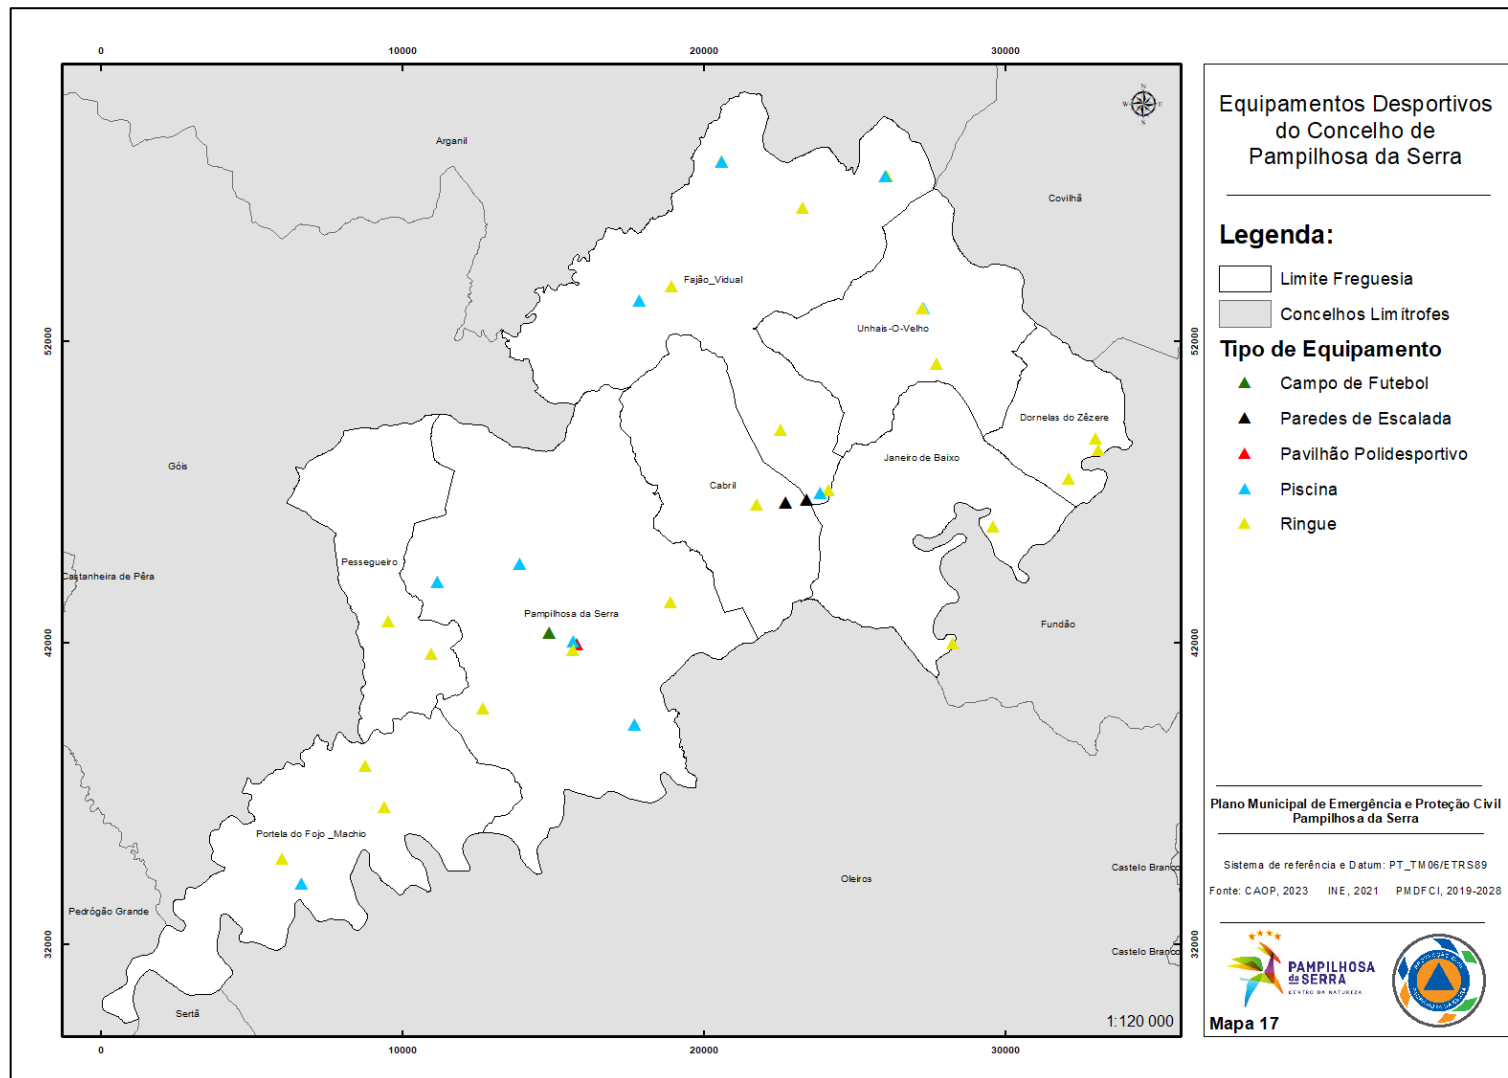 0 10000 20000 30000
N
W E
S
Arganil
Covilhã
Fajão_Vidual
Unhais-O-Velho
52000
52000
Dornelas do Zêzere
Janeiro de Baixo
Góis
Cabril
Pessegueiro
Castanheira de Pêra
Pampilhosa da Serra
Fundão
42000
42000
Portela do Fojo _Machio
Castelo Branco
Oleiros
Pedrógão Grande
32000
32000
Castelo Branco
Sertã
1:120 000
0 10000 20000 30000
Equipamentos Desportivos
do Concelho de
Pampilhosa da Serra
Legenda:
Limite Freguesia
Concelhos Limítrofes
Tipo de Equipamento
Campo de Futebol
Paredes de Escalada
Pavilhão Polidesportivo
Piscina
Ringue
Plano Municipal de Emergência e Proteção Civil
Pampilhosa da Serra
Sistema de referência e Datum: PT_TM06/ETRS89
Fonte: CAOP, 2023 INE, 2021 PMDFCI, 2019-2028
PAMPILHOSA
da SERRA
CENTRO DA NATUREZA
Mapa 17